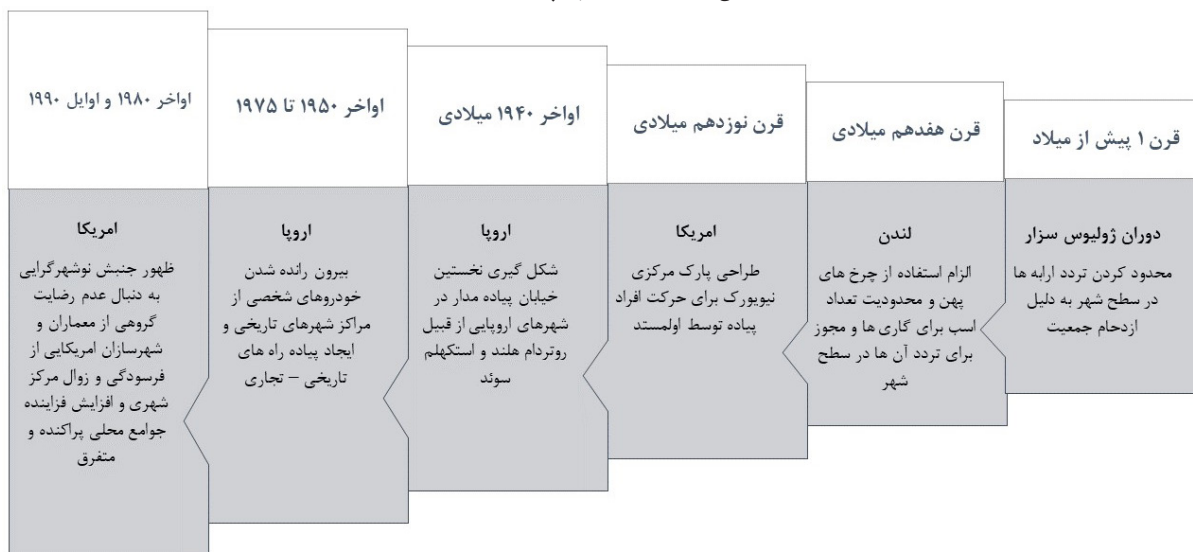 قرن ۱ پیش از میلاد
دوران ژولیوس سزار
محدود کردن تردد ارابه ها
در سطح شهر به دلیل
ازدحام جمعیت
قرن هفدهم میلادی
لندن
الزام استفاده از چرخ های
پهن و محدودیت تعداد
اسب برای گاری ها و مجوز
برای تردد آن ها در سطح
شهر
قرن نوزدهم میلادی
امریکا
طراحی پارک مرکزی
نیویورک برای حرکت افراد
پیاده توسط اولمستد
اواخر ۱۹۴۰ میلادی
اروپا
شکل گیری نخستین
خیابان پیاده مدار در
شهرهای اروپایی از قبیل
روتردام هلند و استکهلم
سوئد
اواخر ۱۹۵۰ تا ۱۹۷۵
اروپا
بیرون رانده شدن
خودروهای شخصی از
مراکز شهرهای تاریخی و
ایجاد پیاده راه های
تاریخی – تجاری
اواخر ۱۹۸۰ و اوایل ۱۹۹۰
امریکا
ظهور جنبش نوشهرگرایی
به دنبال عدم رضایت
گروهی از معماران و
شهرسازان امریکایی از
فرسودگی و زوال مرکز
شهری و افزایش فزاینده
جوامع محلی پراکنده و
متفرق